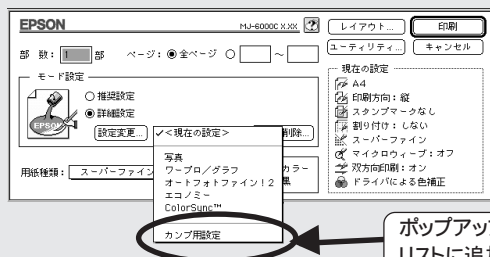 EPSON
MJ-6000C X.XX
レイアウト...
印刷
部 数: 1 部
ページ: 全ページ ~
ユーティリティ...
キャンセル
モード設定
推奨設定
詳細設定
EPSON
設定変更...
✓<現在の設定>
削除...
写真
ワープロ/グラフ
オートフォトファイン!2
エコノミー
ColorSync™
カンプ用設定
用紙種類: スーパーファイン
カラー
黒
現在の設定
A4
印刷方向:縦
スタンプマークなし
割り付け:しない
スーパーファイン
マイクロウィーブ:オフ
双方向印刷:オン
ドライバによる色補正
ポップアッ
リストに追